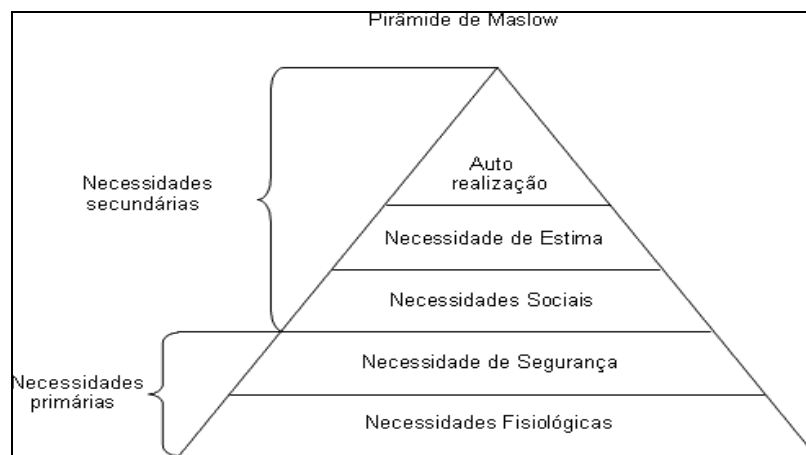 Pirâmide de Maslow
Auto
realização
Necessidades
secundárias
Necessidade de Estima
Necessidades Sociais
Necessidade de Segurança
Necessidades
primárias
Necessidades Fisiológicas